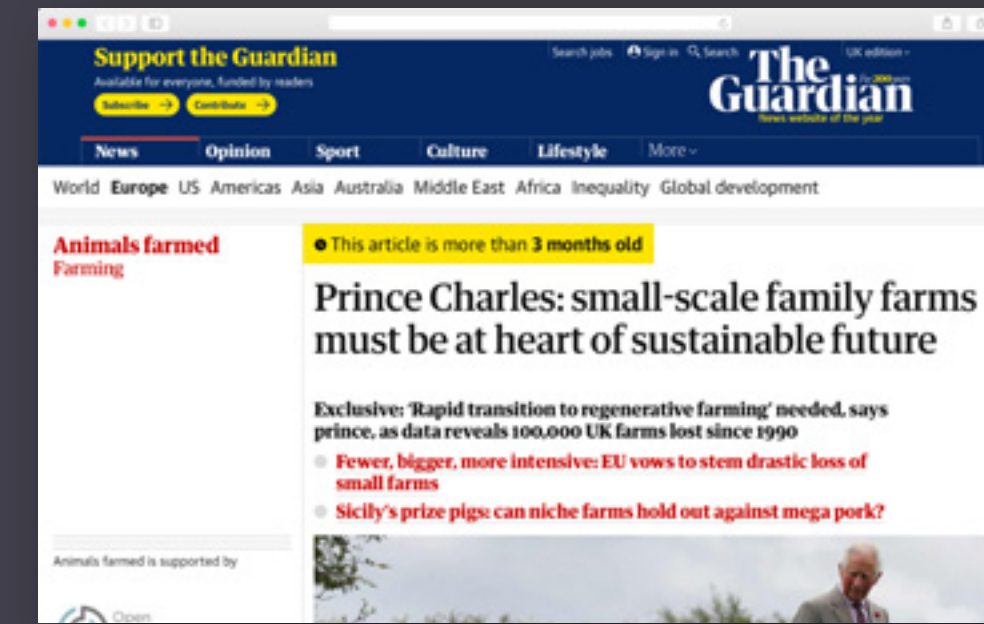 Support the Guardian
Available for everyone, funded by readers
Subscribe → Contribute →
Search jobs Sign in Search UK edition
The
Guardian
For 200 years
News website of the year
News Opinion Sport Culture Lifestyle More
World Europe US Americas Asia Australia Middle East Africa Inequality Global development
Animals farmed
Farming
This article is more than 3 months old
Prince Charles: small-scale family farms
must be at heart of sustainable future
Exclusive: ‘Rapid transition to regenerative farming’ needed, says
prince, as data reveals 100,000 UK farms lost since 1990
Fewer, bigger, more intensive: EU vows to stem drastic loss of
small farms
Sicily’s prize pigs: can niche farms hold out against mega pork?
Animals farmed is supported by
Open